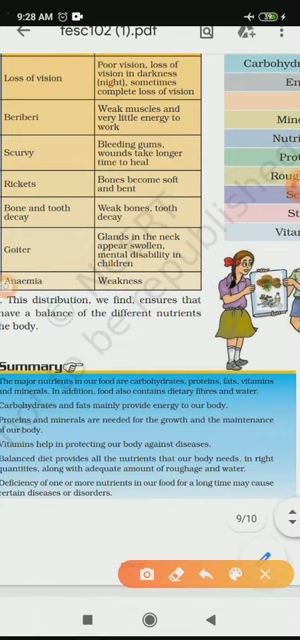 9:28 AM
39
fesc102 (1).pdf
Loss of vision
Poor vision, loss of
vision in darkness
(night), sometimes
complete loss of vision
Beriberi
Weak muscles and
very little energy to
work
Scurvy
Bleeding gums,
wounds take longer
time to heal
Rickets
Bones become soft
and bent
Bone and tooth
decay
Weak bones, tooth
decay
Goiter
Glands in the neck
appear swollen,
mental disability in
children
Anaemia
Weakness
Carbohydr
En
Min
Nutri
Prot
Roug
Sc
St
Vitar
. This distribution, we find, ensures that
have a balance of the different nutrients
he body.
Summary
The major nutrients in our food are carbohydrates, proteins, fats, vitamins
and minerals. In addition, food also contains dietary fibres and water.
Carbohydrates and fats mainly provide energy to our body.
Proteins and minerals are needed for the growth and the maintenance
of our body.
Vitamins help in protecting our body against diseases.
Balanced diet provides all the nutrients that our body needs, in right
quantities, along with adequate amount of roughage and water.
Deficiency of one or more nutrients in our food for a long time may cause
certain diseases or disorders.
9/10